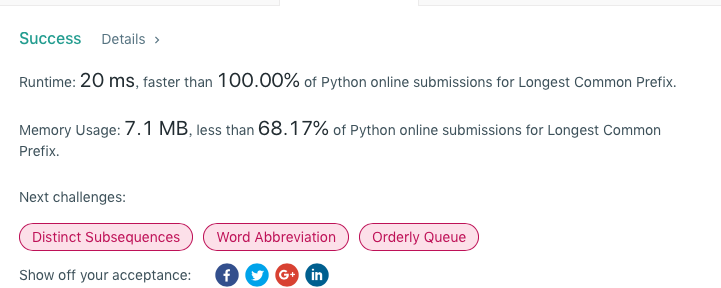 Success Details >
Runtime: 20 ms, faster than 100.00% of Python online submissions for Longest Common Prefix.
Memory Usage: 7.1 MB, less than 68.17% of Python online submissions for Longest Common
Prefix.
Next challenges:
Distinct Subsequences Word Abbreviation Orderly Queue
Show off your acceptance: f G+ in